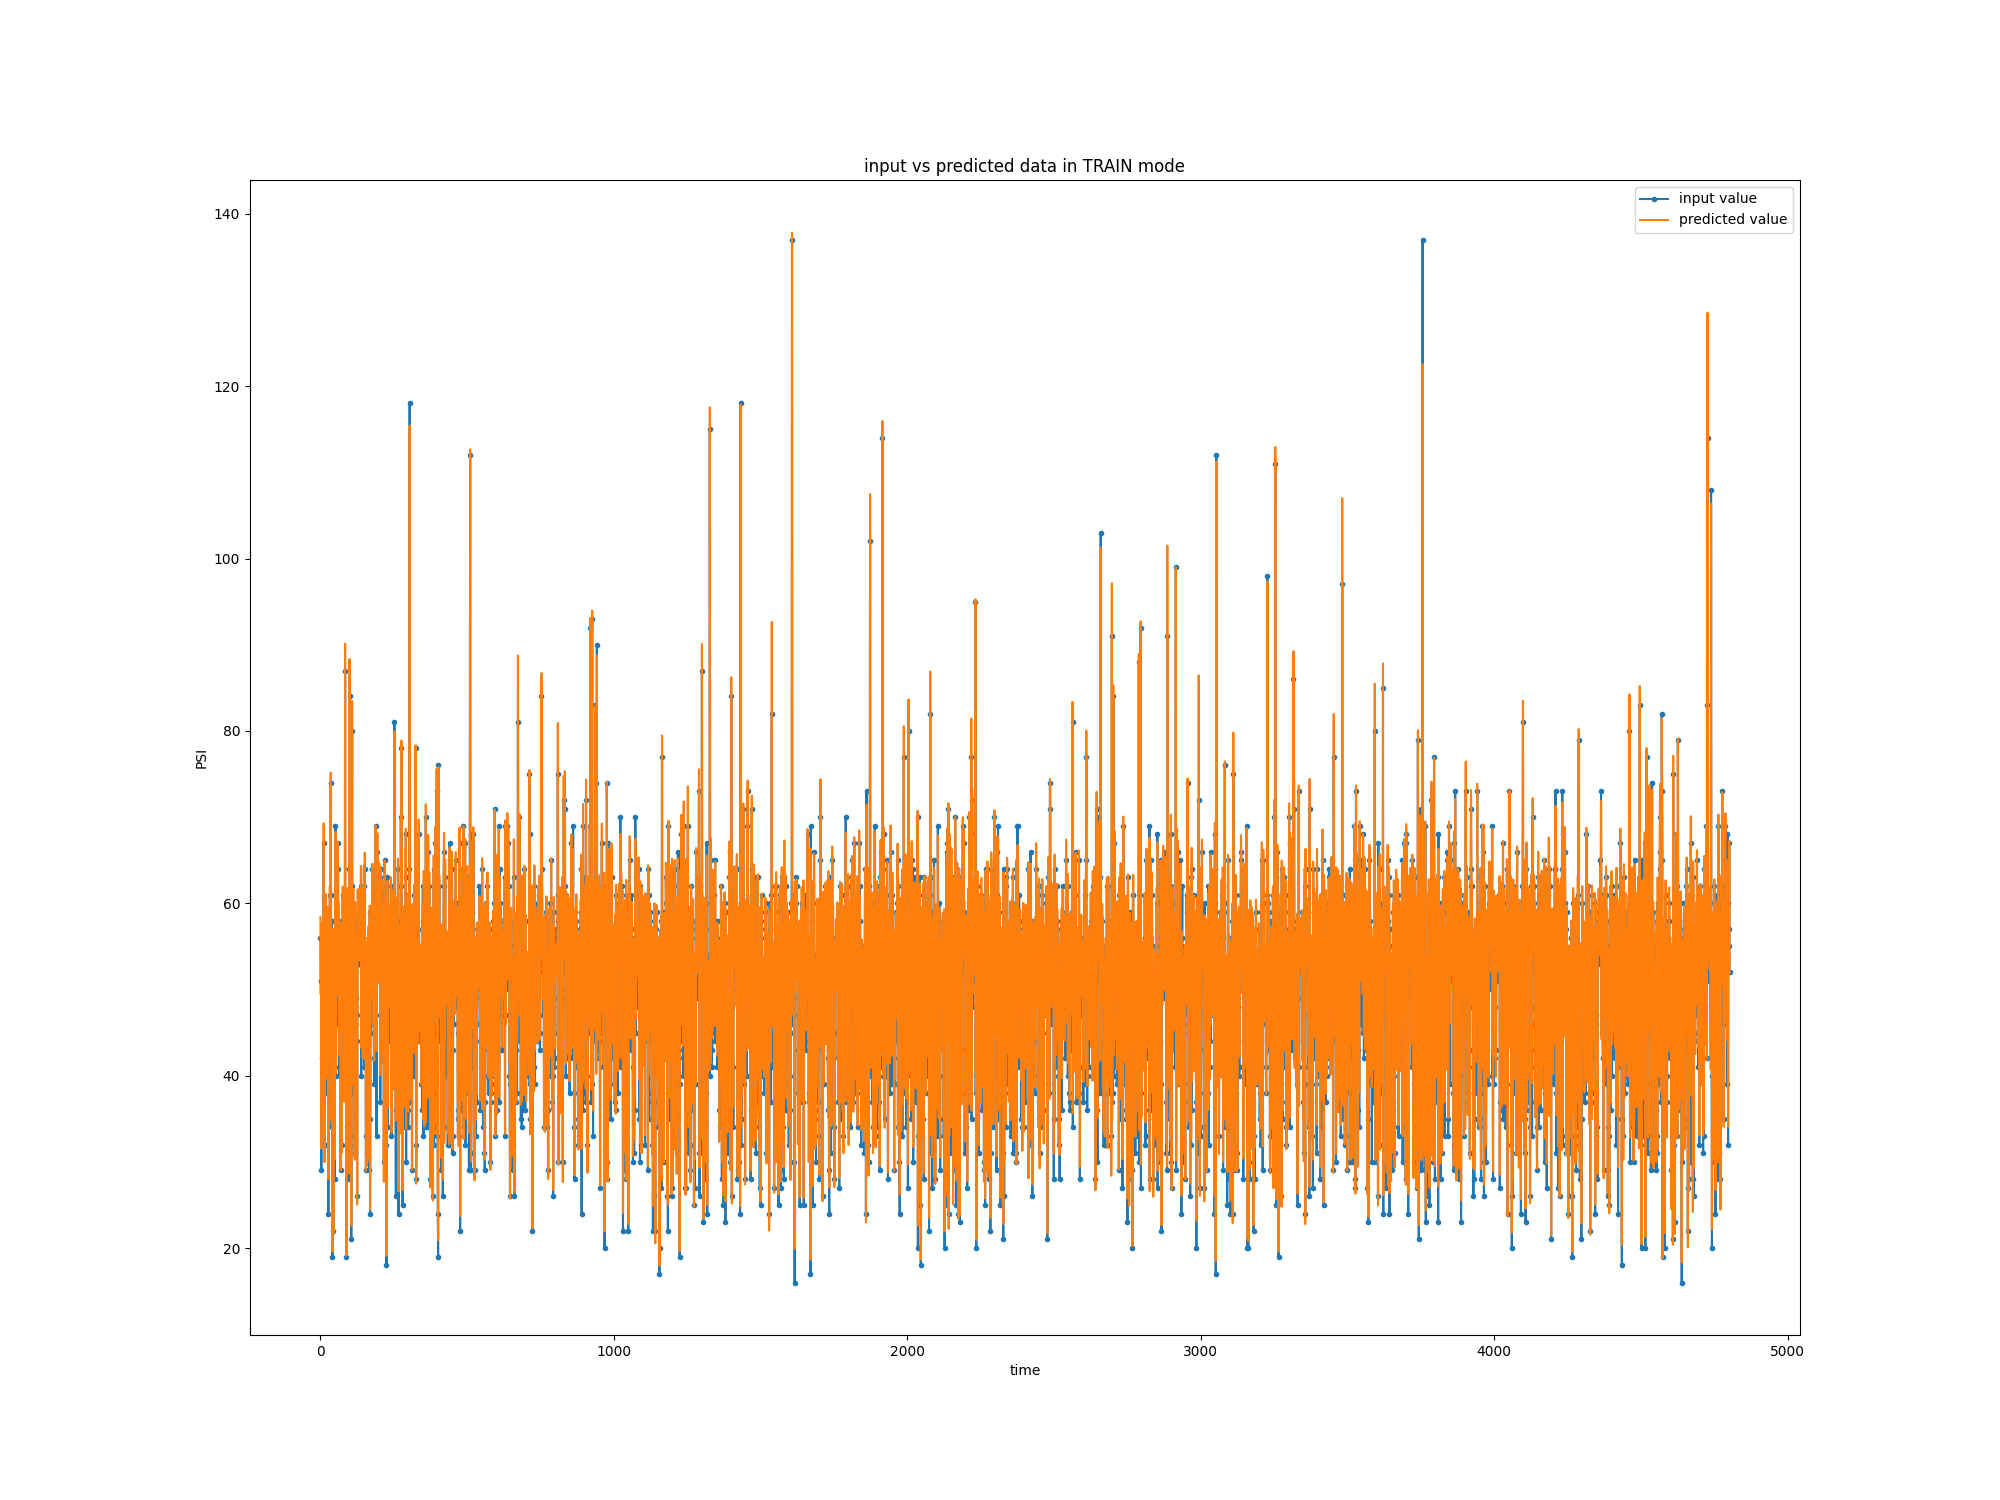 input vs predicted data in TRAIN mode
input value
predicted value
140
120
100
80
60
40
20
PSI
0 1000 2000 3000 4000 5000
time